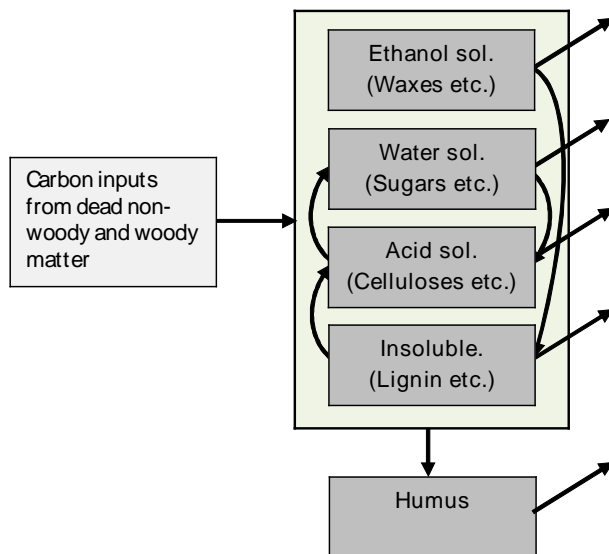 Ethanol sol.
(Waxes etc.)
Water sol.
(Sugars etc.)
Carbon inputs
from dead non-
woody and woody
matter
Acid sol.
(Celluloses etc.)
Insoluble.
(Lignin etc.)
Humus